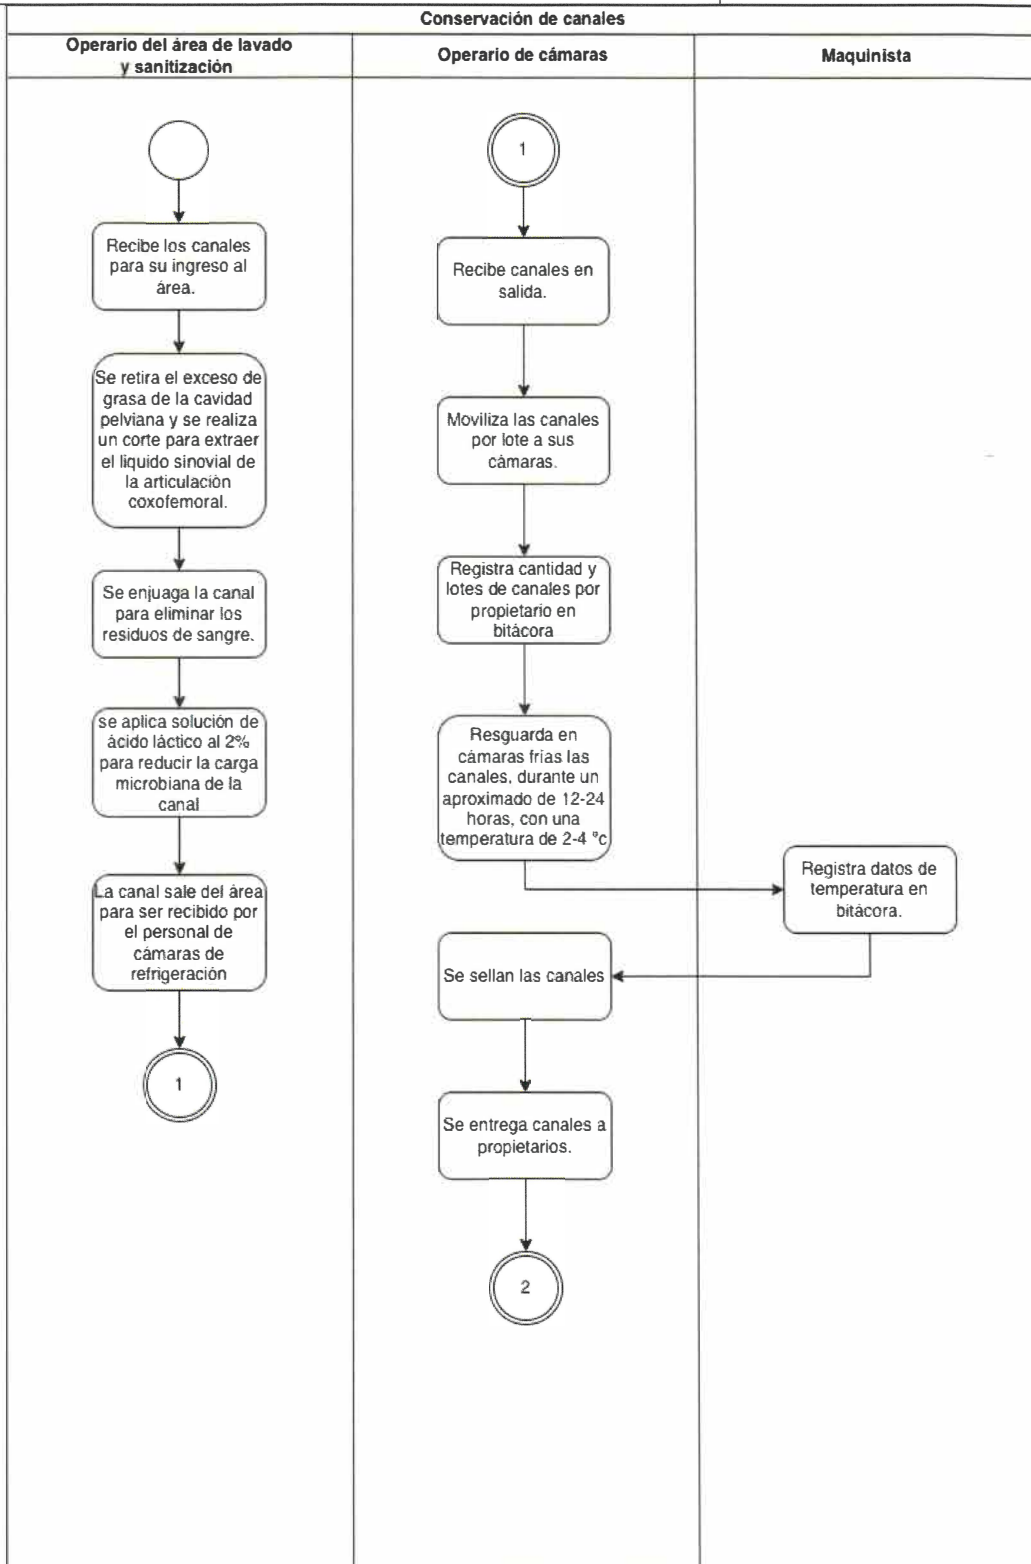 Conservación de canales
Operario del área de lavado
y sanitización
Operario de cámaras
Maquinista
Recibe los canales
para su ingreso al
área.
Se retira el exceso de
grasa de la cavidad
pelviana y se realiza
un corte para extraer
el liquido sinovial de
la articulación
coxofemoral.
Se enjuaga la canal
para eliminar los
residuos de sangre.
se aplica solución de
ácido láctico al 2%
para reducir la carga
microbiana de la
canal
La canal sale del área
para ser recibido por
el personal de
cámaras de
refrigeración
1
1
Recibe canales en
salida.
Moviliza las canales
por lote a sus
cámaras.
Registra cantidad y
lotes de canales por
propietario en
bitácora
Resguarda en
cámaras frías las
canales, durante un
aproximado de 12-24
horas, con una
temperatura de 2-4 °c
Registra datos de
temperatura en
bitácora.
Se sellan las canales
Se entrega canales a
propietarios.
2